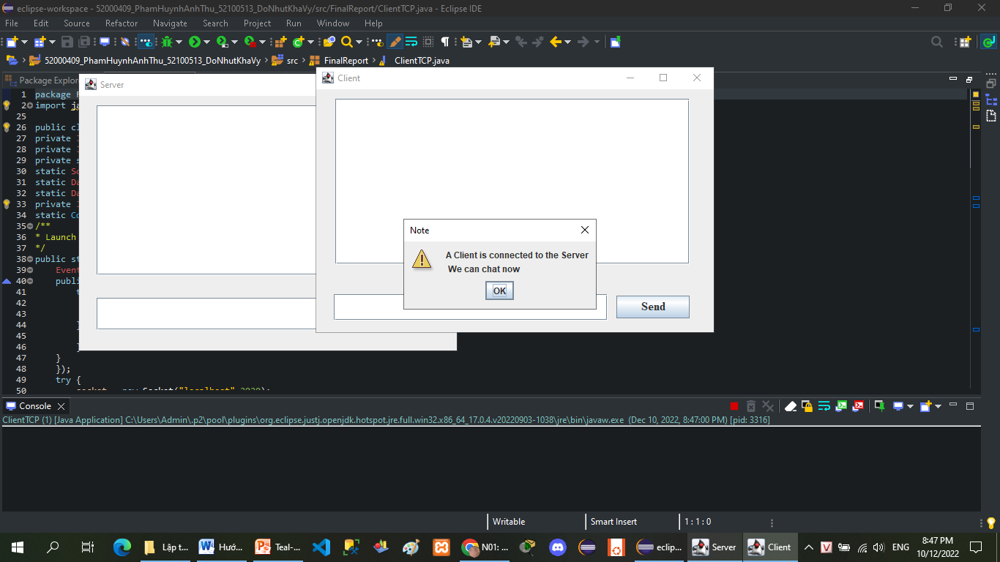 eclipse-workspace - 52000409_PhamHuynhAnhThu_52100513_DoNhutKhaVy/src/FinalReport/ClientTCP.java - Eclipse IDE
File Edit Source Refactor Navigate Search Project Run Window Help
52000409_PhamHuynhAnhThu_52100513_DoNhutKhaVy src FinalReport ClientTCP.java
Package Explor
Server
Client
1 package
2 import ja
25
26 public cl
27 private
28 private
29 private s
30 static So
31 static Da
32 static Da
33 private
34 static Co
35 /**
36 * Launch
37 */
38 public st
39 Event
40 publi
41 t
42
43
44 }
45
46 }
47 }
48 });
49 try {
50 socket = new Socket("localhost",2020);
Note
A Client is connected to the Server
We can chat now
OK
Send
Console
ClientTCP (1) [Java Application] C:\Users\Admin\.p2\pool\plugins\org.eclipse.justj.openjdk.hotspot.jre.full.win32.x86_64_17.0.4.v20220903-1038\jre\bin\javaw.exe (Dec 10, 2022, 8:47:00 PM) [pid: 3316]
Writable Smart Insert 1 : 1 : 0
Lập t... Hướ... Teal-... N01: ... eclip... Server Client ENG 8:47 PM
10/12/2022